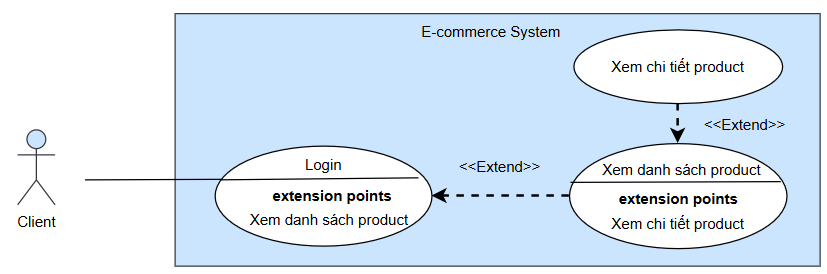 E-commerce System
Xem chi tiết product
<<Extend>>
Login
<<Extend>>
Xem danh sách product
extension points
Xem danh sách product
extension points
Xem chi tiết product
Client